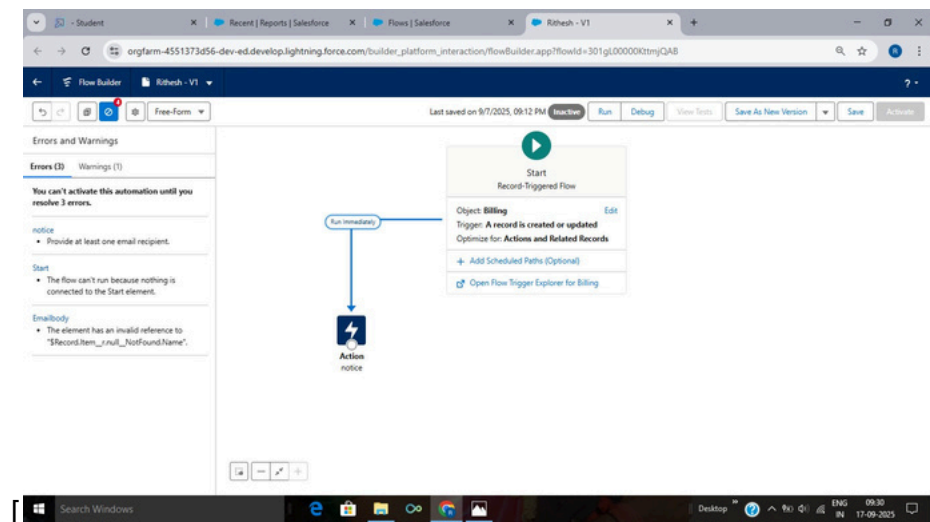 - Student
Recent | Reports | Salesforce
Flows | Salesforce
Rithesh - V1
orgfarm-4551373d56-dev-ed.develop.lightning.force.com/builder_platform_interaction/flowBuilder.app?flowId=301gL00000KttmjQAB
R
Flow Builder
Rithesh - V1
?
4
Free-Form
Last saved on 9/7/2025, 09:12 PM
Inactive
Run
Debug
View Tests
Save As New Version
Save
Activate
Errors and Warnings
Errors (3) Warnings (1)
You can't activate this automation until you
resolve 3 errors.
notice
• Provide at least one email recipient.
Start
• The flow can't run because nothing is
connected to the Start element.
Emailbody
• The element has an invalid reference to
"$Record.Item__r.null__NotFound.Name".
Start
Record-Triggered Flow
Object: Billing Edit
Trigger: A record is created or updated
Optimize for: Actions and Related Records
+ Add Scheduled Paths (Optional)
Open Flow Trigger Explorer for Billing
Run Immediately
Action
notice
[
Search Windows
Desktop
ENG
IN
09:30
17-09-2025